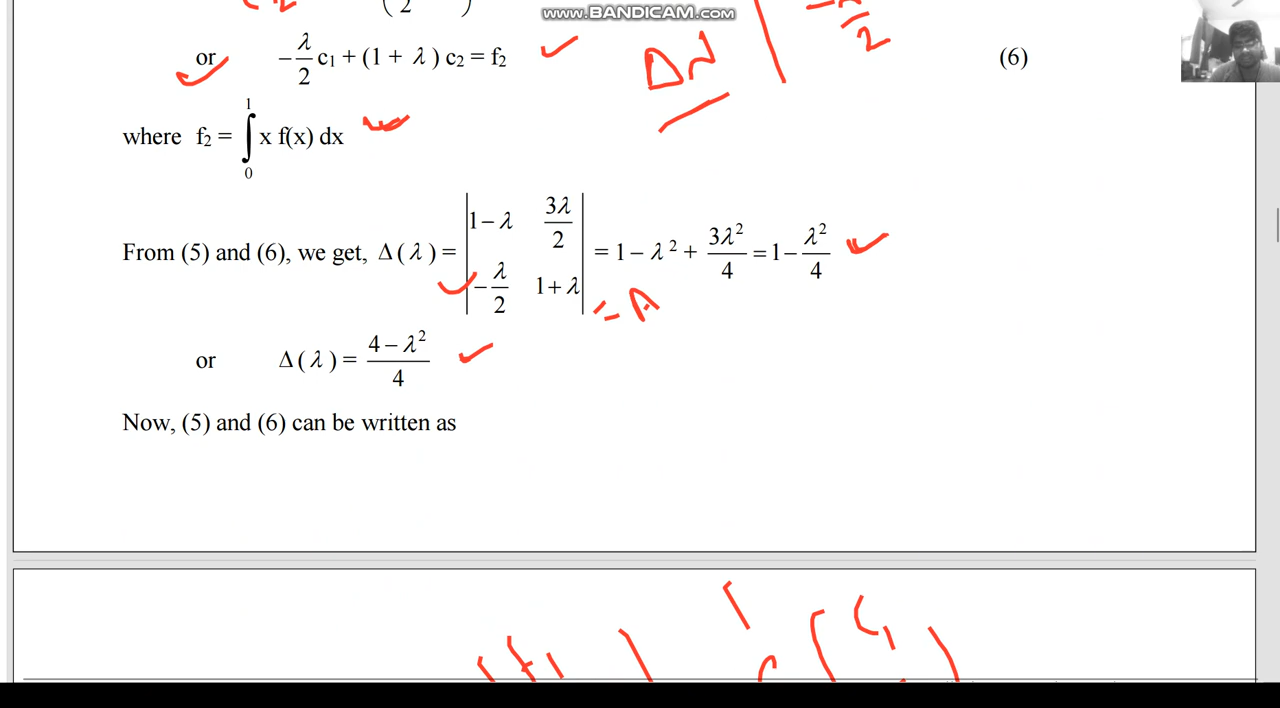 www.BANDICAM.com
or -λ/2 c₁ + (1 + λ) c₂ = f₂ (6)
where f₂ = ∫₀¹ x f(x) dx
From (5) and (6), we get, Δ(λ) = |1 − λ 3λ/2; −λ/2 1 + λ| = 1 − λ² + 3λ²/4 = 1 − λ²/4
= A
or Δ(λ) = (4 − λ²)/4
Now, (5) and (6) can be written as